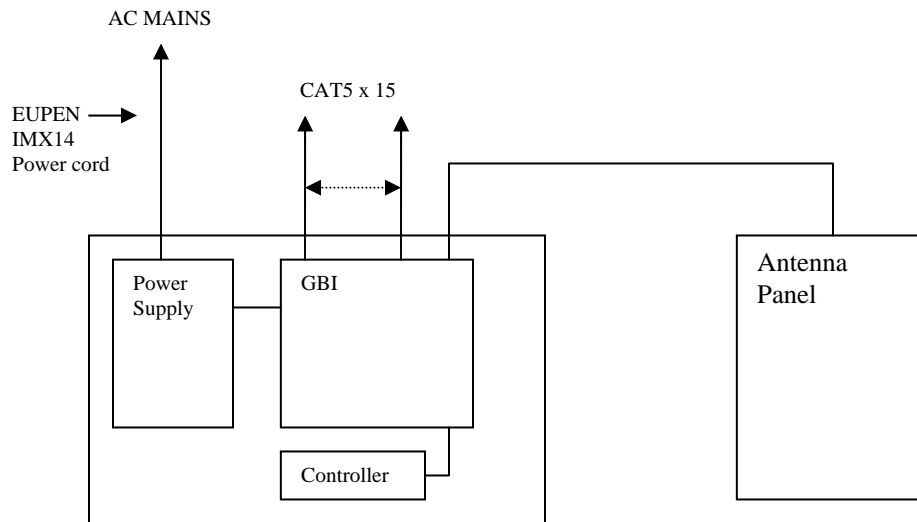 AC MAINS
CAT5 x 15
EUPEN
IMX14
Power cord
Power
Supply
GBI
Antenna
Panel
Controller